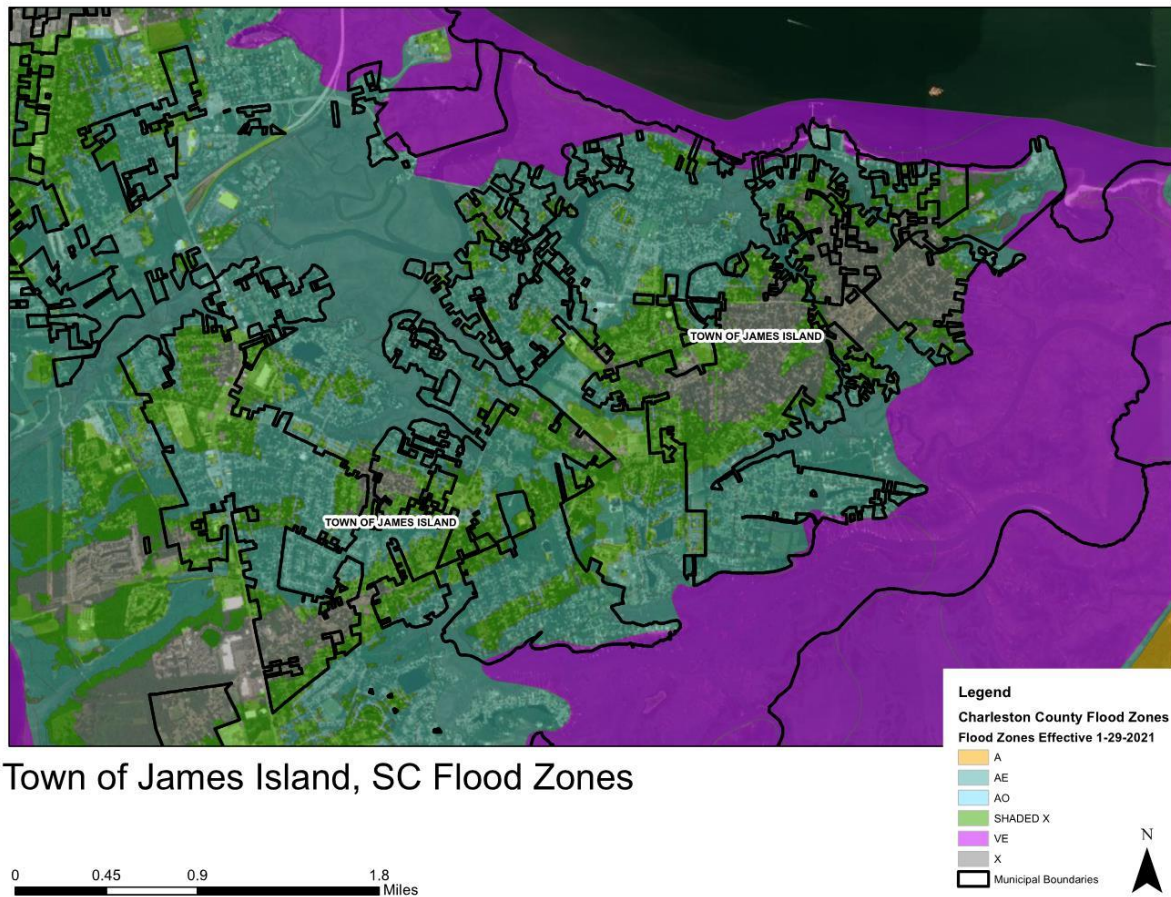 TOWN OF JAMES ISLAND
TOWN OF JAMES ISLAND
Legend
Charleston County Flood Zones
Flood Zones Effective 1-29-2021
A
AE
AO
SHADED X
VE
X
Municipal Boundaries
N
Town of James Island, SC Flood Zones
0 0.45 0.9 1.8
Miles